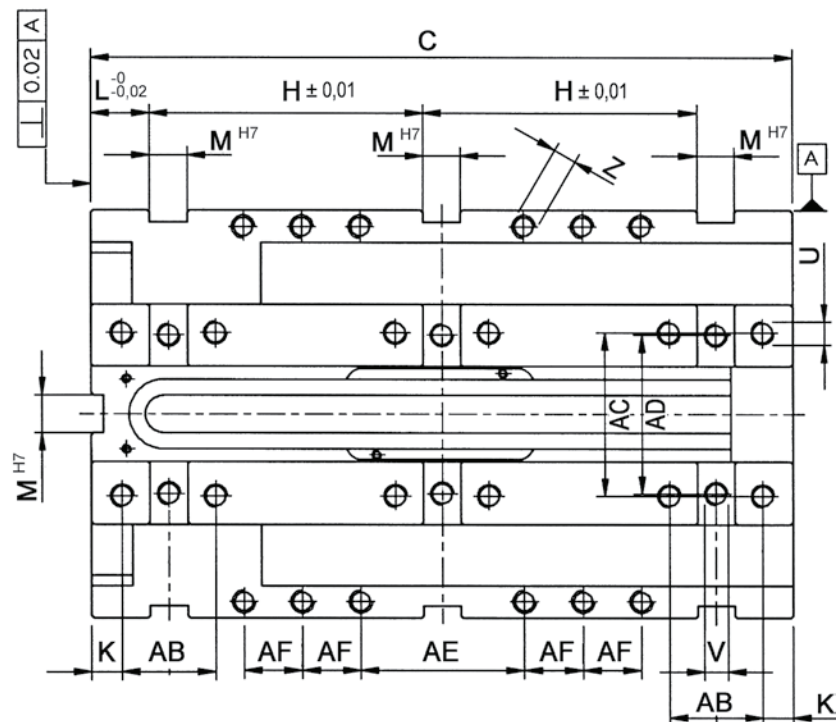 C
⊥ 0.02 A
L -0 -0,02
H ± 0,01
H ± 0,01
M H7
M H7
Z
M H7
A
U
AC
AD
M H7
K
AB
AF
AF
AE
AF
AF
V
AB
K